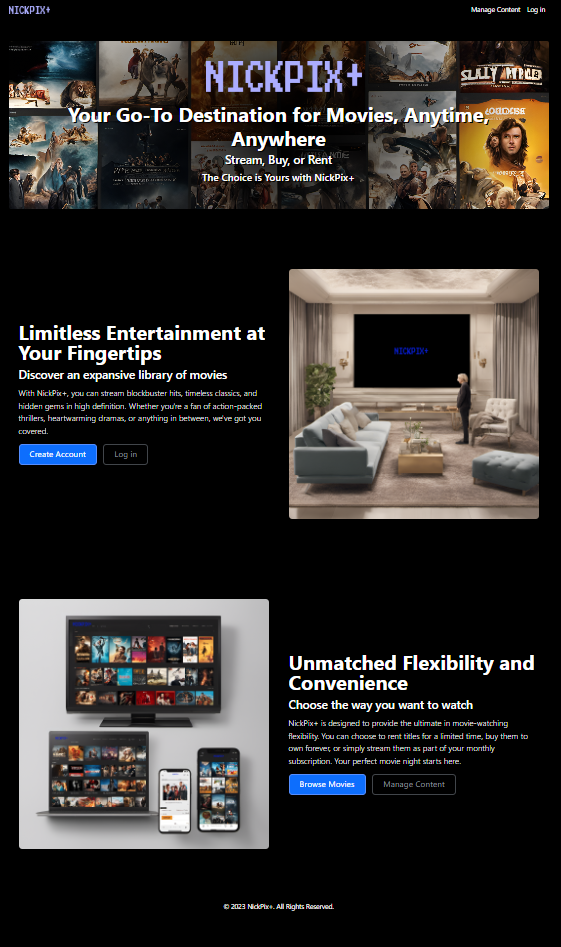 NICKPIX+
Manage Content Log in
NICKPIX+
Your Go-To Destination for Movies, Anytime,
Anywhere
Stream, Buy, or Rent
The Choice is Yours with NickPix+
Limitless Entertainment at
Your Fingertips
Discover an expansive library of movies
With NickPix+, you can stream blockbuster hits, timeless classics, and
hidden gems in high definition. Whether you're a fan of action-packed
thrillers, heartwarming dramas, or anything in between, we've got you
covered.
Create Account Log in
NICKPIX+
Unmatched Flexibility and
Convenience
Choose the way you want to watch
NickPix+ is designed to provide the ultimate in movie-watching
flexibility. You can choose to rent titles for a limited time, buy them to
own forever, or simply stream them as part of your monthly
subscription. Your perfect movie night starts here.
Browse Movies Manage Content
© 2023 NickPix+. All Rights Reserved.